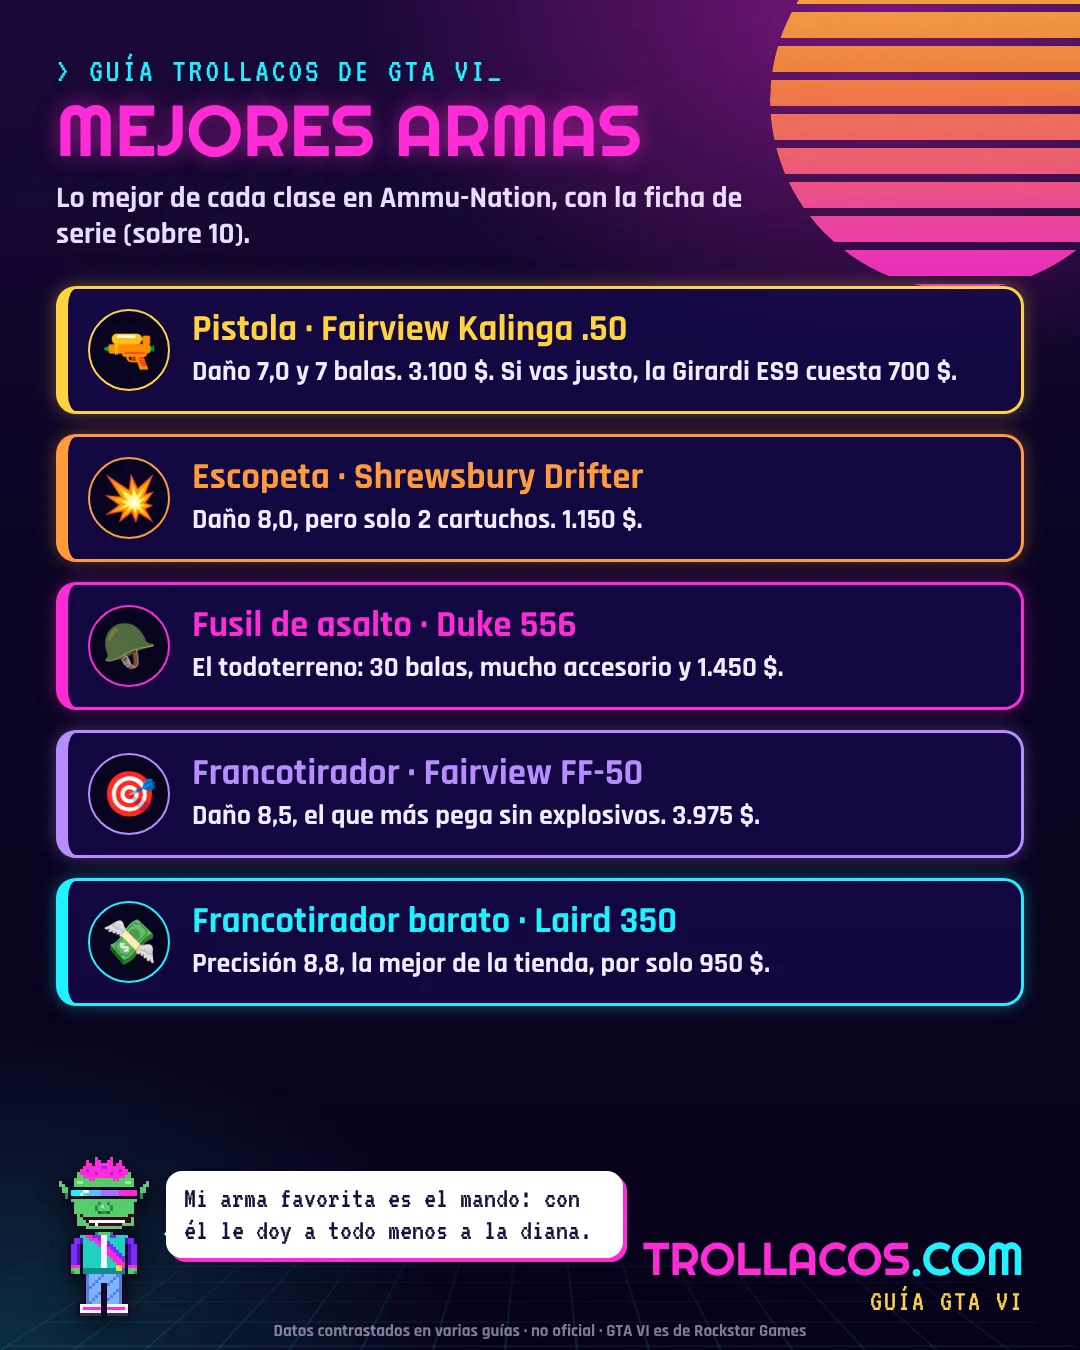 > GUÍA TROLLACOS DE GTA VI_
MEJORES ARMAS
Lo mejor de cada clase en Ammu-Nation, con la ficha de
serie (sobre 10).
Pistola · Fairview Kalinga .50
Daño 7,0 y 7 balas. 3.100 $. Si vas justo, la Girardi ES9 cuesta 700 $.
Escopeta · Shrewsbury Drifter
Daño 8,0, pero solo 2 cartuchos. 1.150 $.
Fusil de asalto · Duke 556
El todoterreno: 30 balas, mucho accesorio y 1.450 $.
Francotirador · Fairview FF-50
Daño 8,5, el que más pega sin explosivos. 3.975 $.
Francotirador barato · Laird 350
Precisión 8,8, la mejor de la tienda, por solo 950 $.
Mi arma favorita es el mando: con
él le doy a todo menos a la diana.
TROLLACOS.COM
GUÍA GTA VI
Datos contrastados en varias guías · no oficial · GTA VI es de Rockstar Games